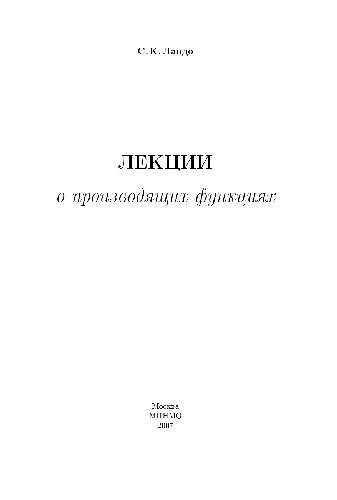 С. К. Ландо
ЛЕКЦИИ
о производящих функциях
Москва
МЦНМО
2007